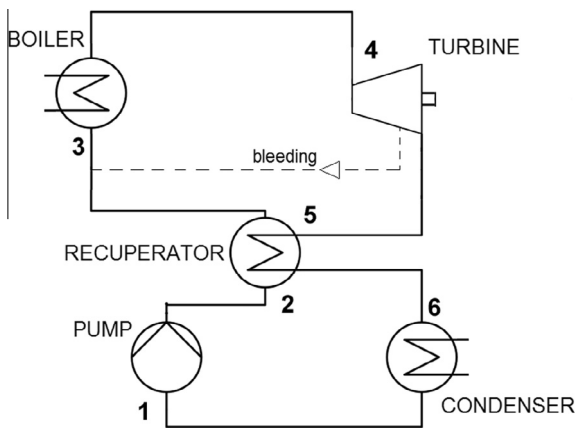 BOILER
4
TURBINE
3
bleeding
5
RECUPERATOR
2
6
PUMP
1
CONDENSER